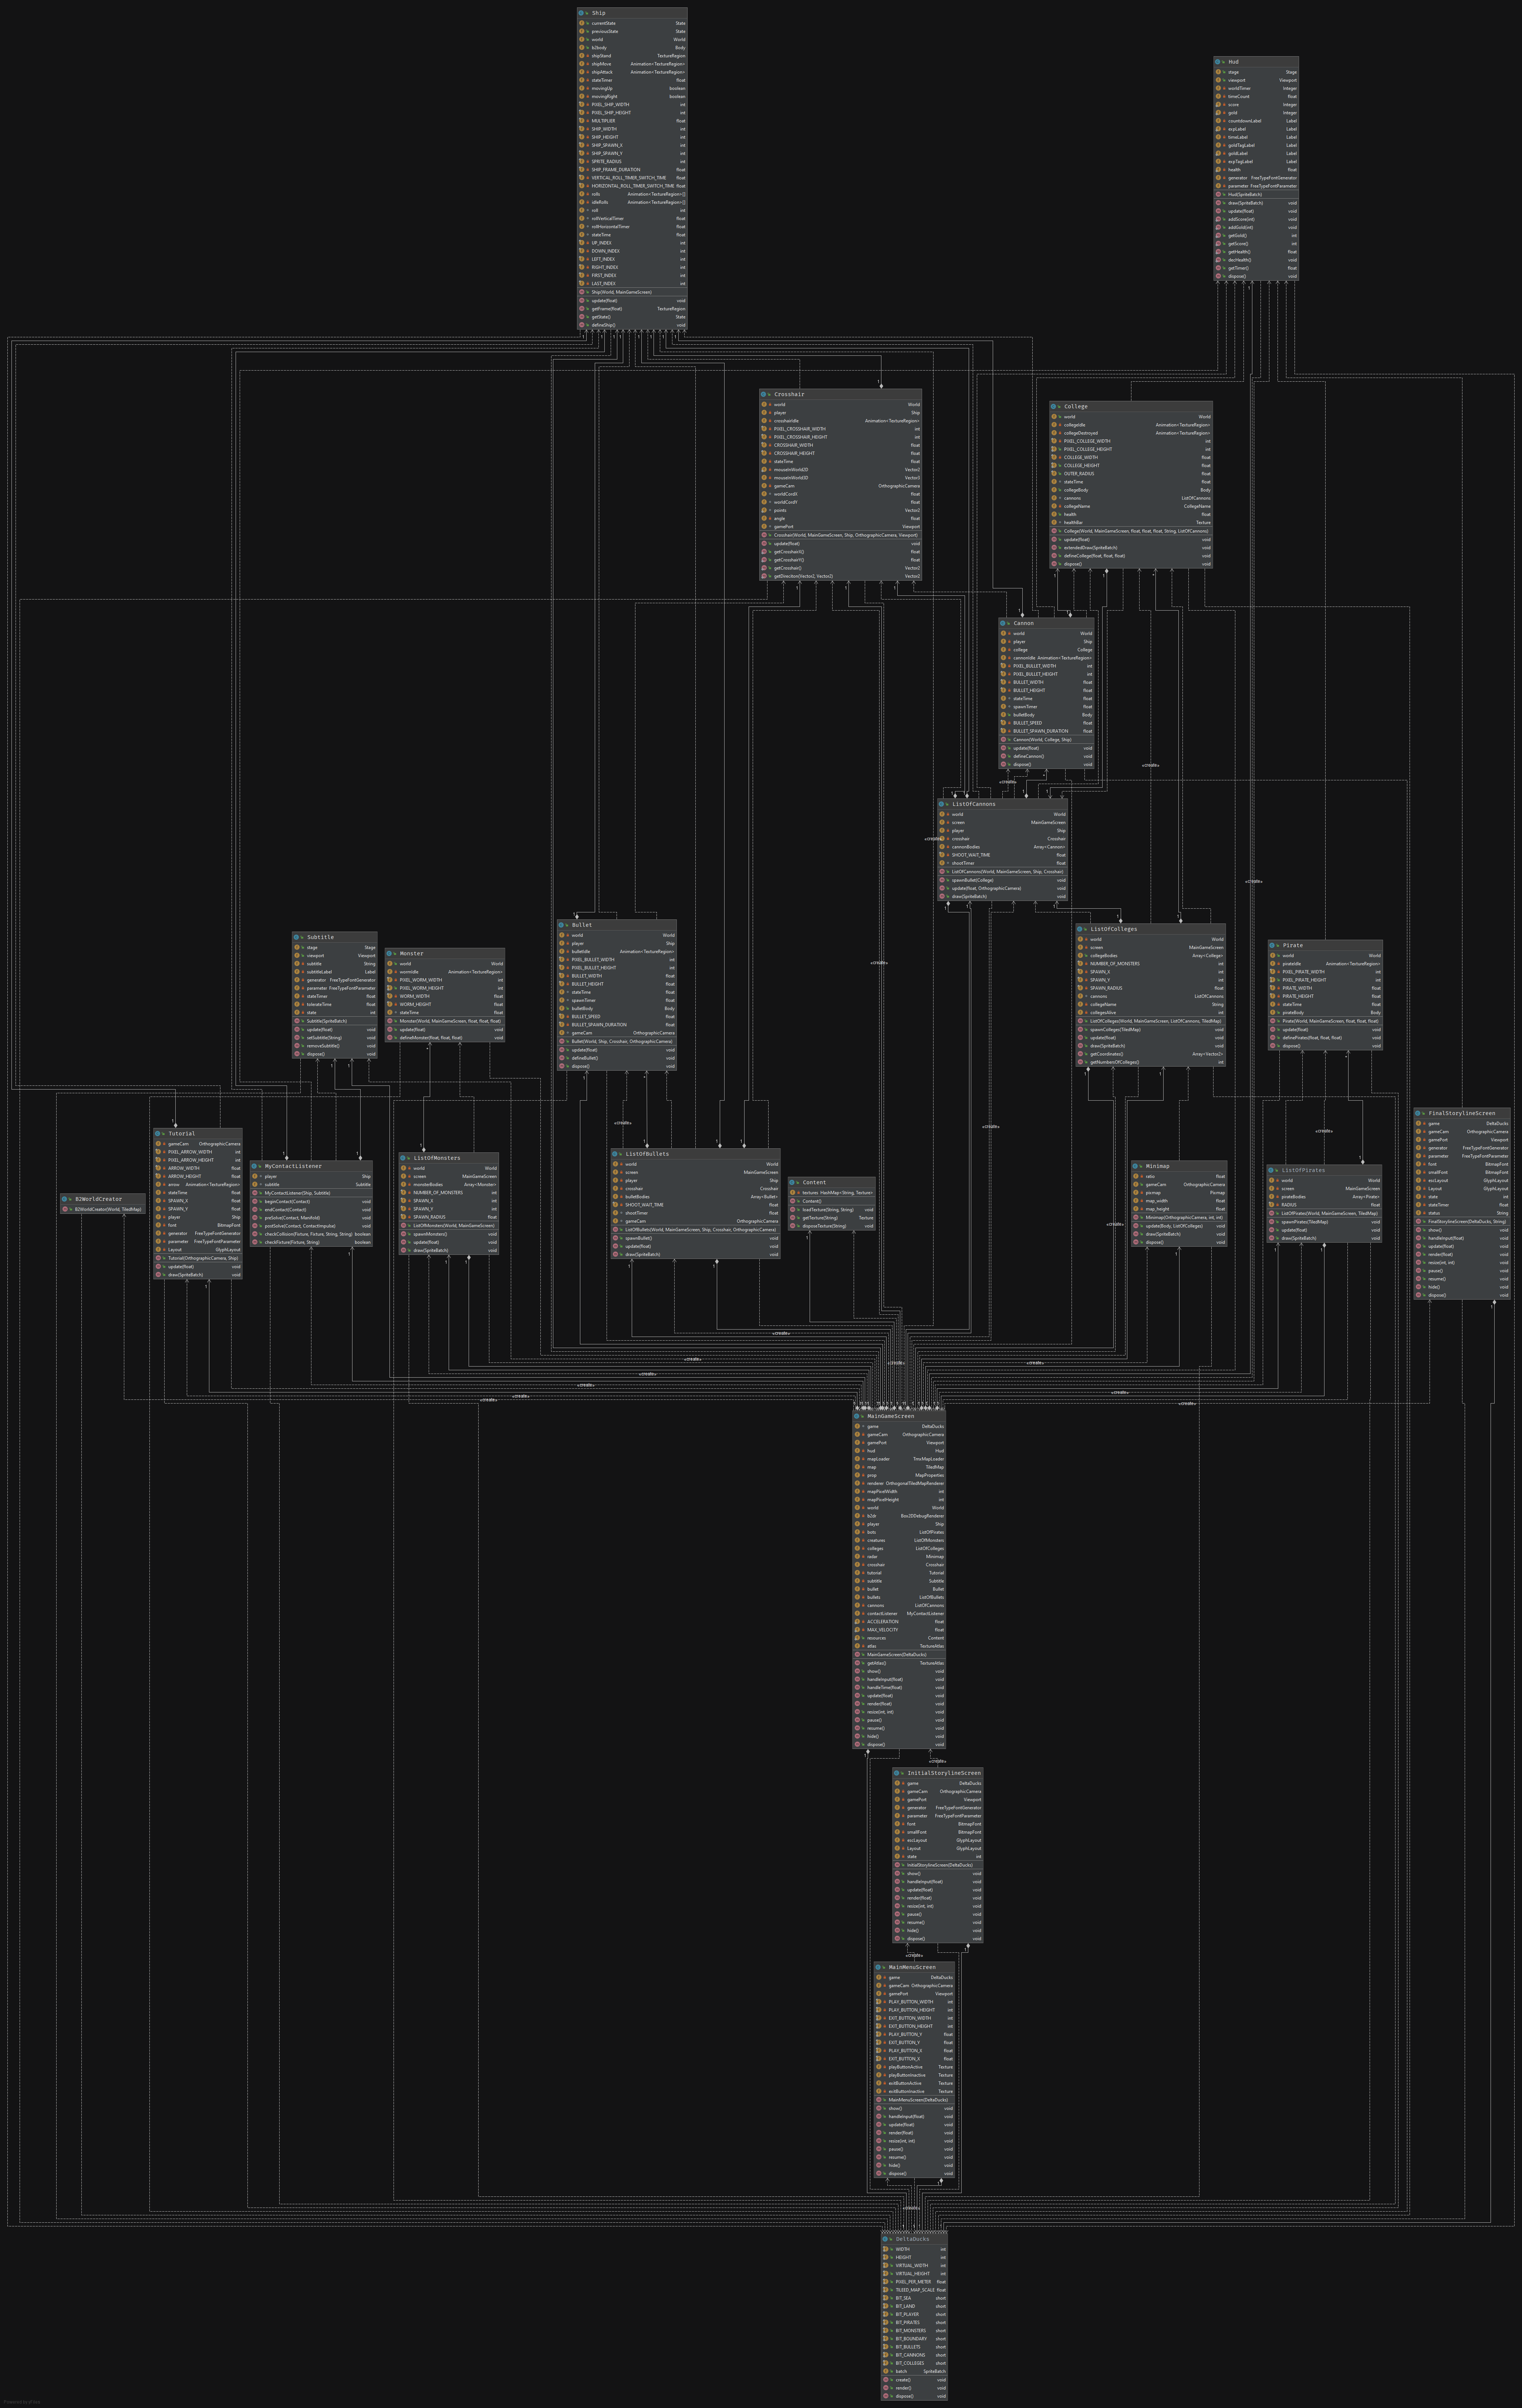 Ship
currentState State
previousState State
world World
b2body Body
shipStand TextureRegion
shipMove Animation<TextureRegion>
shipAttack Animation<TextureRegion>
stateTimer float
movingUp boolean
movingRight boolean
PIXEL_SHIP_WIDTH int
PIXEL_SHIP_HEIGHT int
MULTIPLIER float
SHIP_WIDTH int
SHIP_HEIGHT int
SHIP_SPAWN_X int
SHIP_SPAWN_Y int
SPRITE_RADIUS int
SHIP_FRAME_DURATION float
VERTICAL_ROLL_TIMER_SWITCH_TIME float
HORIZONTAL_ROLL_TIMER_SWITCH_TIME float
rolls Animation<TextureRegion>[]
idleRolls Animation<TextureRegion>[]
roll int
rollVerticalTimer float
rollHorizontalTimer float
stateTime float
UP_INDEX int
DOWN_INDEX int
LEFT_INDEX int
RIGHT_INDEX int
FIRST_INDEX int
LAST_INDEX int
Ship(World, MainGameScreen)
update(float) void
getFrame(float) TextureRegion
getState() State
defineShip() void
Hud
stage Stage
viewport Viewport
worldTimer Integer
timeCount float
score Integer
gold Integer
countdownLabel Label
expLabel Label
timeLabel Label
goldTagLabel Label
goldLabel Label
expTagLabel Label
health float
generator FreeTypeFontGenerator
parameter FreeTypeFontParameter
Hud(SpriteBatch)
draw(SpriteBatch) void
update(float) void
addScore(int) void
addGold(int) void
getGold() int
getScore() int
getHealth() float
decHealth() void
getTimer() float
dispose() void
Crosshair
world World
player Ship
crosshairIdle Animation<TextureRegion>
PIXEL_CROSSHAIR_WIDTH int
PIXEL_CROSSHAIR_HEIGHT int
CROSSHAIR_WIDTH float
CROSSHAIR_HEIGHT float
stateTime float
mouseInWorld2D Vector2
mouseInWorld3D Vector3
gameCam OrthographicCamera
worldCordX float
worldCordY float
points Vector2
angle float
gamePort Viewport
Crosshair(World, MainGameScreen, Ship, OrthographicCamera, Viewport)
update(float) void
getCrosshairX() float
getCrosshairY() float
getCrosshair() Vector2
getDireciton(Vector2, Vector2) Vector2
College
world World
collegeIdle Animation<TextureRegion>
collegeDestroyed Animation<TextureRegion>
PIXEL_COLLEGE_WIDTH int
PIXEL_COLLEGE_HEIGHT int
COLLEGE_WIDTH float
COLLEGE_HEIGHT float
OUTER_RADIUS float
stateTime float
collegeBody Body
cannons ListOfCannons
collegeName CollegeName
health float
healthBar Texture
College(World, MainGameScreen, float, float, float, String, ListOfCannons)
update(float) void
extendedDraw(SpriteBatch) void
defineCollege(float, float, float) void
dispose() void
Cannon
world World
player Ship
college College
cannonIdle Animation<TextureRegion>
PIXEL_BULLET_WIDTH int
PIXEL_BULLET_HEIGHT int
BULLET_WIDTH float
BULLET_HEIGHT float
stateTime float
spawnTimer float
bulletBody Body
BULLET_SPEED float
BULLET_SPAWN_DURATION float
Cannon(World, College, Ship)
update(float) void
defineCannon() void
dispose() void
ListOfCannons
world World
screen MainGameScreen
player Ship
crosshair Crosshair
cannonBodies Array<Cannon>
SHOOT_WAIT_TIME float
shootTimer float
ListOfCannons(World, MainGameScreen, Ship, Crosshair)
spawnBullet(College) void
update(float, OrthographicCamera) void
draw(SpriteBatch) void
Bullet
world World
player Ship
bulletIdle Animation<TextureRegion>
PIXEL_BULLET_WIDTH int
PIXEL_BULLET_HEIGHT int
BULLET_WIDTH float
BULLET_HEIGHT float
stateTime float
spawnTimer float
bulletBody Body
BULLET_SPEED float
BULLET_SPAWN_DURATION float
gameCam OrthographicCamera
Bullet(World, Ship, Crosshair, OrthographicCamera)
update(float) void
defineBullet() void
dispose() void
ListOfColleges
world World
screen MainGameScreen
collegeBodies Array<College>
NUMBER_OF_MONSTERS int
SPAWN_X int
SPAWN_Y int
SPAWN_RADIUS float
cannons ListOfCannons
collegeName String
collegesAlive int
ListOfColleges(World, MainGameScreen, ListOfCannons, TiledMap)
spawnColleges(TiledMap) void
draw(SpriteBatch) void
update(float) void
getCoordinates() Array<Vector2>
getNumbersOfColleges() int
Subtitle
stage Stage
viewport Viewport
subtitle String
subtitleLabel Label
generator FreeTypeFontGenerator
parameter FreeTypeFontParameter
stateTimer float
tolerateTime float
state int
Subtitle(SpriteBatch)
update(float) void
setSubtitle(String) void
removeSubtitle() void
dispose() void
Monster
world World
wormIdle Animation<TextureRegion>
PIXEL_WORM_WIDTH int
PIXEL_WORM_HEIGHT int
WORM_WIDTH float
WORM_HEIGHT float
stateTime float
Monster(World, MainGameScreen, float, float, float)
update(float) void
defineMonster(float, float, float) void
Pirate
world World
pirateIdle Animation<TextureRegion>
PIXEL_PIRATE_WIDTH int
PIXEL_PIRATE_HEIGHT int
PIRATE_WIDTH float
PIRATE_HEIGHT float
stateTime float
pirateBody Body
Pirate(World, MainGameScreen, float, float, float)
update(float) void
definePirates(float, float, float) void
dispose() void
FinalStorylineScreen
game DeltaDucks
gameCam OrthographicCamera
gamePort Viewport
generator FreeTypeFontGenerator
parameter FreeTypeFontParameter
font BitmapFont
smallFont BitmapFont
escLayout GlyphLayout
Layout GlyphLayout
state int
stateTimer float
status String
FinalStorylineScreen(DeltaDucks, String)
show() void
handleInput(float) void
update(float) void
render(float) void
resize(int, int) void
pause() void
resume() void
hide() void
dispose() void
Tutorial
gameCam OrthographicCamera
PIXEL_ARROW_WIDTH int
PIXEL_ARROW_HEIGHT int
ARROW_WIDTH float
ARROW_HEIGHT float
arrow Animation<TextureRegion>
stateTime float
SPAWN_X float
SPAWN_Y float
player Ship
font BitmapFont
generator FreeTypeFontGenerator
parameter FreeTypeFontParameter
Layout GlyphLayout
Tutorial(OrthographicCamera, Ship)
update(float) void
draw(SpriteBatch) void
B2WorldCreator
B2WorldCreator(World, TiledMap)
MyContactListener
player Ship
subtitle Subtitle
MyContactListener(Ship, Subtitle)
beginContact(Contact) void
endContact(Contact) void
preSolve(Contact, Manifold) void
postSolve(Contact, ContactImpulse) void
checkCollision(Fixture, Fixture, String, String) boolean
checkFixture(Fixture, String) boolean
ListOfMonsters
world World
screen MainGameScreen
monsterBodies Array<Monster>
NUMBER_OF_MONSTERS int
SPAWN_X int
SPAWN_Y int
SPAWN_RADIUS float
ListOfMonsters(World, MainGameScreen)
spawnMonsters() void
update(float) void
draw(SpriteBatch) void
ListOfBullets
world World
screen MainGameScreen
player Ship
crosshair Crosshair
bulletBodies Array<Bullet>
SHOOT_WAIT_TIME float
shootTimer float
gameCam OrthographicCamera
ListOfBullets(World, MainGameScreen, Ship, Crosshair, OrthographicCamera)
spawnBullet() void
update(float) void
draw(SpriteBatch) void
Content
textures HashMap<String, Texture>
Content()
loadTexture(String, String) void
getTexture(String) Texture
disposeTexture(String) void
Minimap
ratio float
gameCam OrthographicCamera
pixmap Pixmap
map_width float
map_height float
Minimap(OrthographicCamera, int, int)
update(Body, ListOfColleges) void
draw(SpriteBatch) void
dispose() void
ListOfPirates
world World
screen MainGameScreen
pirateBodies Array<Pirate>
RADIUS float
ListOfPirates(World, MainGameScreen, TiledMap)
spawnPirates(TiledMap) void
update(float) void
draw(SpriteBatch) void
MainGameScreen
game DeltaDucks
gameCam OrthographicCamera
gamePort Viewport
hud Hud
mapLoader TmxMapLoader
map TiledMap
prop MapProperties
renderer OrthogonalTiledMapRenderer
mapPixelWidth int
mapPixelHeight int
world World
b2dr Box2DDebugRenderer
player Ship
bots ListOfPirates
creatures ListOfMonsters
colleges ListOfColleges
radar Minimap
crosshair Crosshair
tutorial Tutorial
subtitle Subtitle
bullet Bullet
bullets ListOfBullets
cannons ListOfCannons
contactListener MyContactListener
ACCELERATION float
MAX_VELOCITY float
resources Content
atlas TextureAtlas
MainGameScreen(DeltaDucks)
getAtlas() TextureAtlas
show() void
handleInput(float) void
handleTime(float) void
update(float) void
render(float) void
resize(int, int) void
pause() void
resume() void
hide() void
dispose() void
InitialStorylineScreen
game DeltaDucks
gameCam OrthographicCamera
gamePort Viewport
generator FreeTypeFontGenerator
parameter FreeTypeFontParameter
font BitmapFont
smallFont BitmapFont
escLayout GlyphLayout
Layout GlyphLayout
state int
InitialStorylineScreen(DeltaDucks)
show() void
handleInput(float) void
update(float) void
render(float) void
resize(int, int) void
pause() void
resume() void
hide() void
dispose() void
«create»
MainMenuScreen
game DeltaDucks
gameCam OrthographicCamera
gamePort Viewport
PLAY_BUTTON_WIDTH int
PLAY_BUTTON_HEIGHT int
EXIT_BUTTON_WIDTH int
EXIT_BUTTON_HEIGHT int
PLAY_BUTTON_Y float
EXIT_BUTTON_Y float
PLAY_BUTTON_X float
EXIT_BUTTON_X float
playButtonActive Texture
playButtonInactive Texture
exitButtonActive Texture
exitButtonInactive Texture
MainMenuScreen(DeltaDucks)
show() void
handleInput(float) void
update(float) void
render(float) void
resize(int, int) void
pause() void
resume() void
hide() void
dispose() void
«create»
DeltaDucks
WIDTH int
HEIGHT int
VIRTUAL_WIDTH int
VIRTUAL_HEIGHT int
PIXEL_PER_METER float
TILEED_MAP_SCALE float
BIT_SEA short
BIT_LAND short
BIT_PLAYER short
BIT_PIRATES short
BIT_MONSTERS short
BIT_BOUNDARY short
BIT_BULLETS short
BIT_CANNONS short
BIT_COLLEGES short
batch SpriteBatch
create() void
render() void
dispose() void
Powered by yFiles